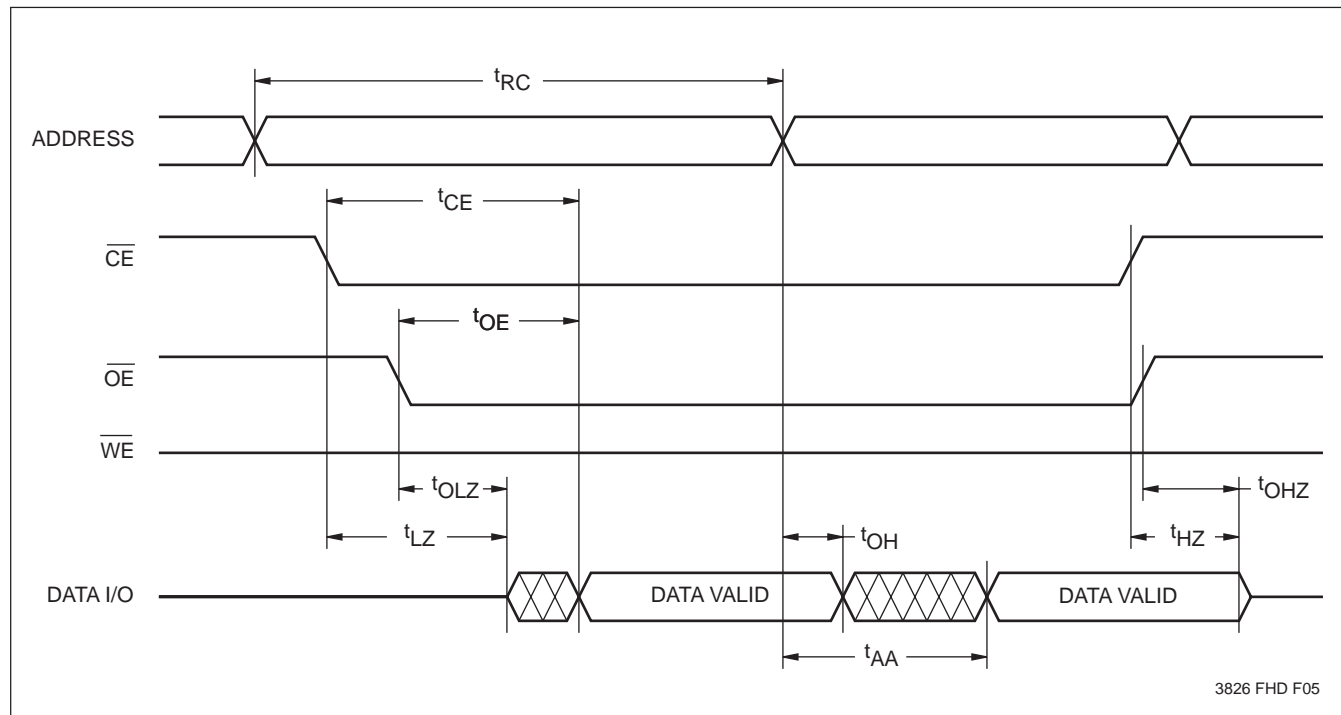 tRC
ADDRESS
tCE
CE
tOE
OE
WE
tOLZ
tOHZ
tLZ
tOH
tHZ
DATA I/O
DATA VALID
DATA VALID
tAA
3826 FHD F05